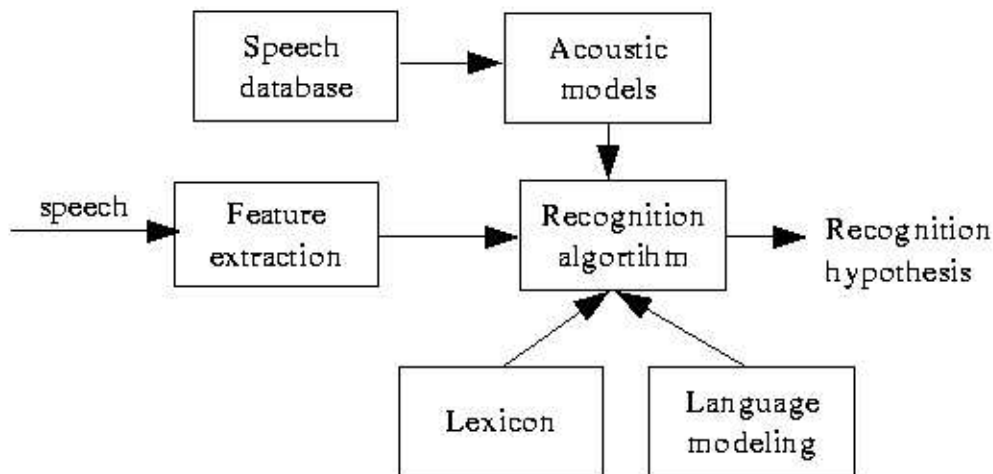 Speech
database
Acoustic
models
speech
Feature
extraction
Recognition
algortihm
Recognition
hypothesis
Lexicon
Language
modeling